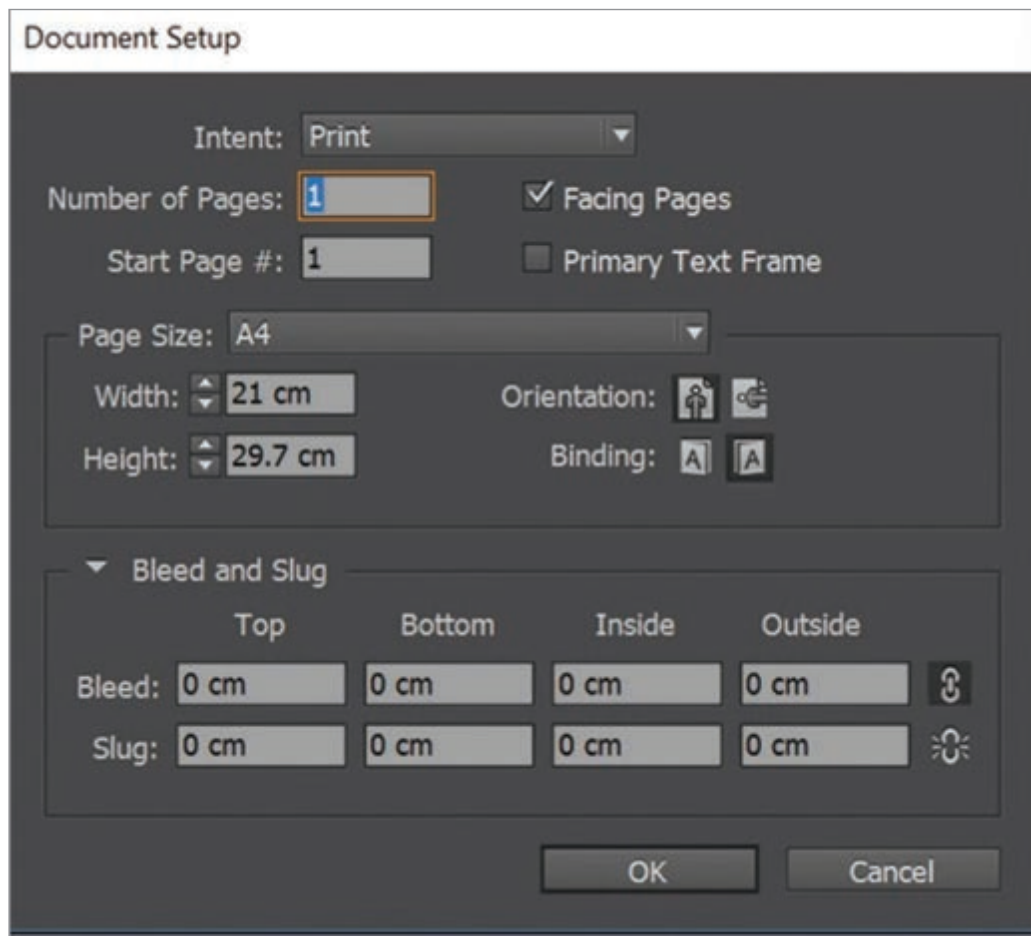 Document Setup
Intent: Print
Number of Pages: 1 Facing Pages
Start Page #: 1 Primary Text Frame
Page Size: A4
Width: 21 cm Orientation:
Height: 29.7 cm Binding: A A
Bleed and Slug
Top Bottom Inside Outside
Bleed: 0 cm 0 cm 0 cm 0 cm
Slug: 0 cm 0 cm 0 cm 0 cm
OK Cancel